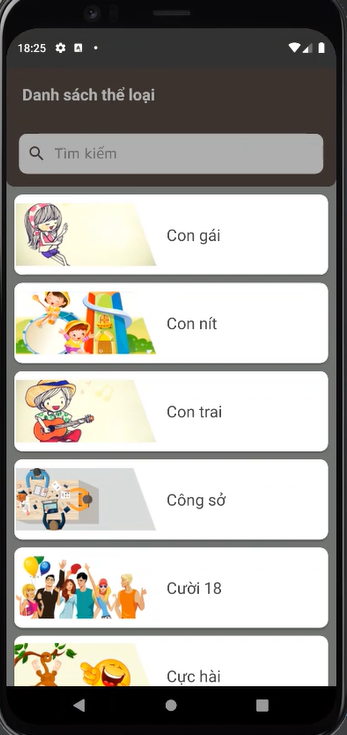 18:25
Danh sách thể loại
Tìm kiếm
Con gái
Con nít
Con trai
Công sở
Cười 18
Cực hài